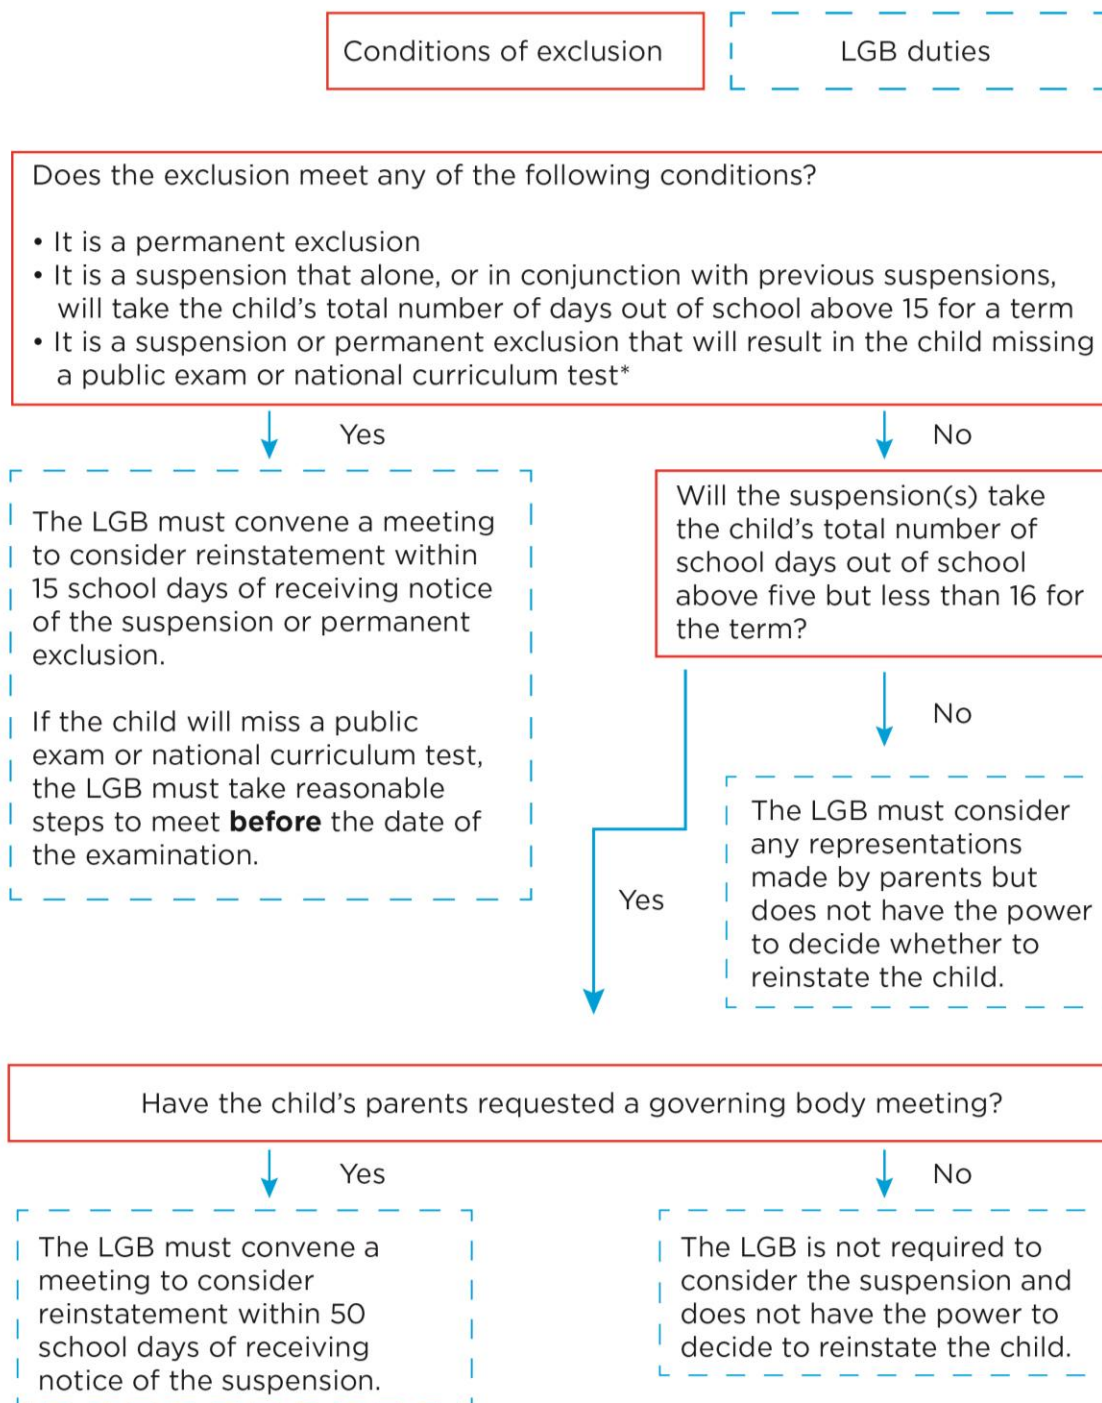 Conditions of exclusion
LGB duties
Does the exclusion meet any of the following conditions?
• It is a permanent exclusion
• It is a suspension that alone, or in conjunction with previous suspensions,
will take the child’s total number of days out of school above 15 for a term
• It is a suspension or permanent exclusion that will result in the child missing
a public exam or national curriculum test*
Yes
No
The LGB must convene a meeting
to consider reinstatement within
15 school days of receiving notice
of the suspension or permanent
exclusion.
If the child will miss a public
exam or national curriculum test,
the LGB must take reasonable
steps to meet before the date of
the examination.
Will the suspension(s) take
the child’s total number of
school days out of school
above five but less than 16 for
the term?
No
Yes
The LGB must consider
any representations
made by parents but
does not have the power
to decide whether to
reinstate the child.
Have the child’s parents requested a governing body meeting?
Yes
No
The LGB must convene a
meeting to consider
reinstatement within 50
school days of receiving
notice of the suspension.
The LGB is not required to
consider the suspension and
does not have the power to
decide to reinstate the child.